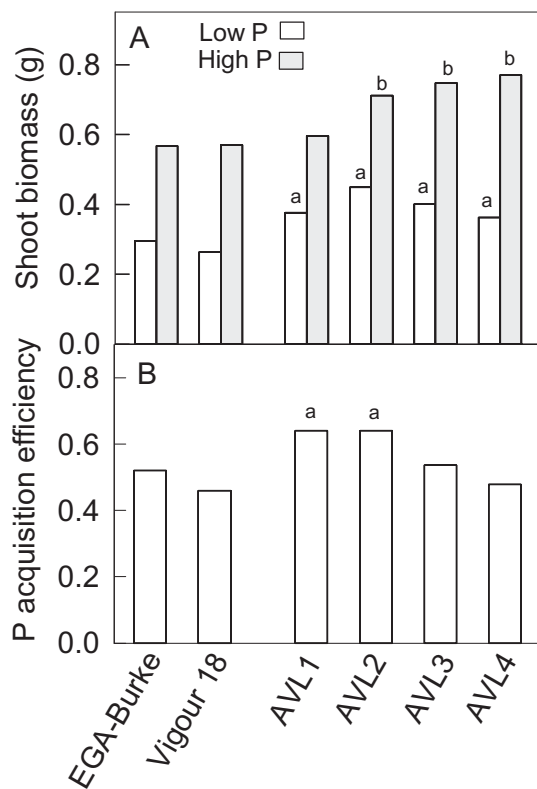 A
Low P
High P
Shoot biomass (g)
0.8
0.6
0.4
0.2
0.0
a
a
b
a
b
a
b
B
P acquisition efficiency
0.8
0.6
0.4
0.2
0.0
a
a
EGA-Burke
Vigour 18
AVL1
AVL2
AVL3
AVL4